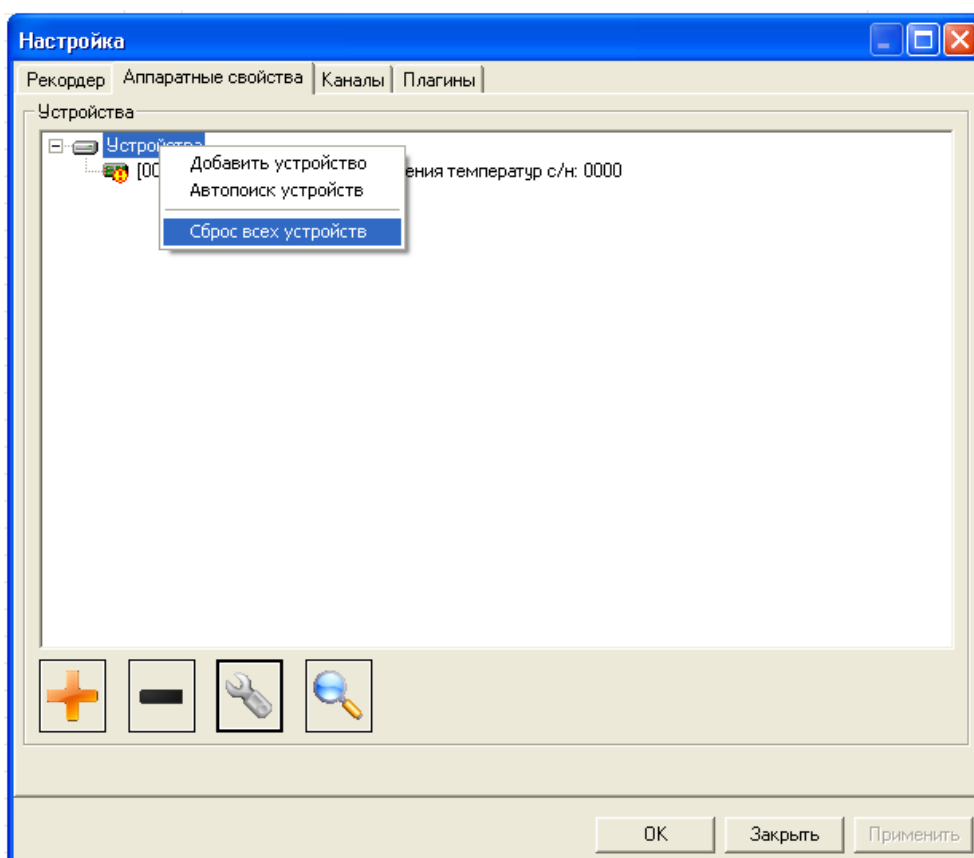 Настройка
Рекордер Аппаратные свойства Каналы Плагины
Устройства
Устройства
[00 ения температур с/н: 0000
Добавить устройство
Автопоиск устройств
Сброс всех устройств
OK Закрыть Применить